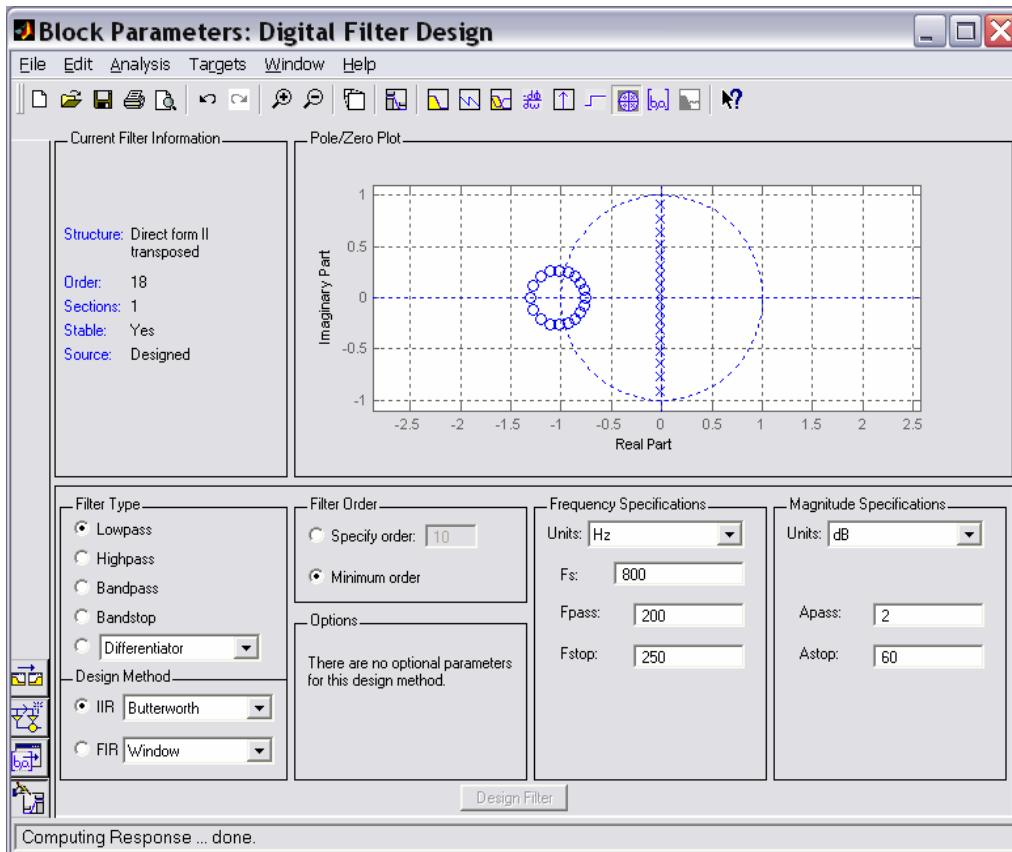 Block Parameters: Digital Filter Design
File Edit Analysis Targets Window Help
Current Filter Information
Structure: Direct form II
transposed
Order: 18
Sections: 1
Stable: Yes
Source: Designed
Pole/Zero Plot
1
0.5
0
-0.5
-1
Imaginary Part
-2.5 -2 -1.5 -1 -0.5 0 0.5 1 1.5 2 2.5
Real Part
Filter Type
Lowpass
Highpass
Bandpass
Bandstop
Differentiator
Design Method
IIR Butterworth
FIR Window
Filter Order
Specify order: 10
Minimum order
Options
There are no optional parameters
for this design method.
Frequency Specifications
Units: Hz
Fs: 800
Fpass: 200
Fstop: 250
Magnitude Specifications
Units: dB
Apass: 2
Astop: 60
Design Filter
Computing Response ... done.